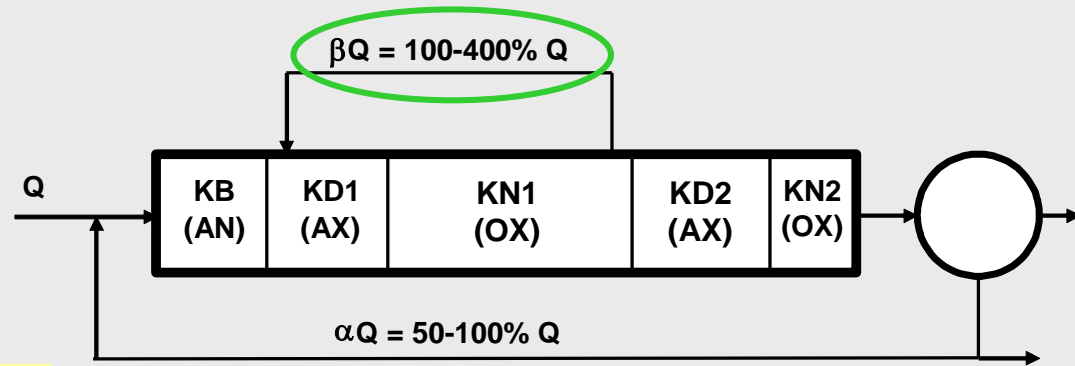 βQ = 100-400% Q
Q
KB
(AN)
KD1
(AX)
KN1
(OX)
KD2
(AX)
KN2
(OX)
αQ = 50-100% Q